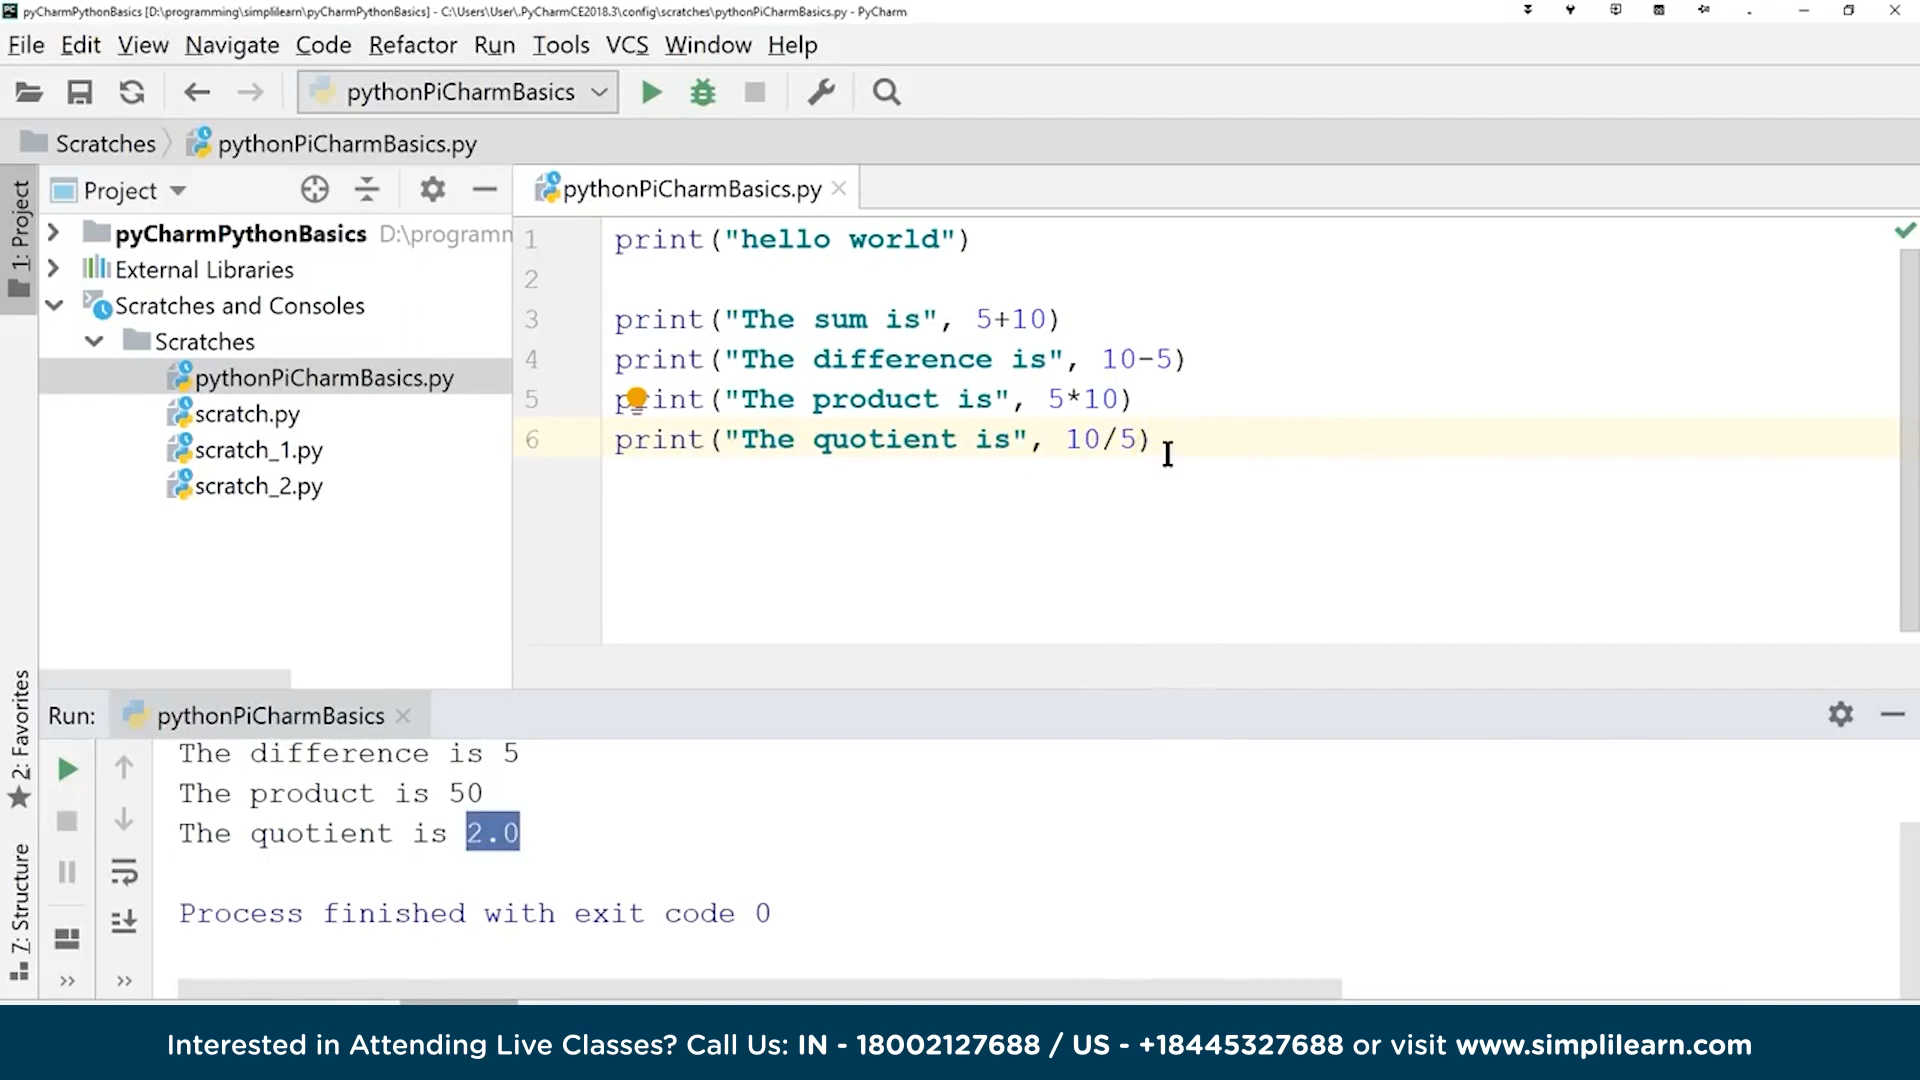 pyCharmPythonBasics [D:\programming\simplilearn\pyCharmPythonBasics] - C:\Users\User\.PyCharmCE2018.3\config\scratches\pythonPiCharmBasics.py - PyCharm
File Edit View Navigate Code Refactor Run Tools VCS Window Help
pythonPiCharmBasics
Scratches pythonPiCharmBasics.py
1: Project
Project
pyCharmPythonBasics D:\programm
External Libraries
Scratches and Consoles
Scratches
pythonPiCharmBasics.py
scratch.py
scratch_1.py
scratch_2.py
pythonPiCharmBasics.py
1 print("hello world")
2
3 print("The sum is", 5+10)
4 print("The difference is", 10-5)
5 print("The product is", 5*10)
6 print("The quotient is", 10/5)
2: Favorites
Z: Structure
Run: pythonPiCharmBasics
The difference is 5
The product is 50
The quotient is 2.0
Process finished with exit code 0
Interested in Attending Live Classes? Call Us: IN - 18002127688 / US - +18445327688 or visit www.simplilearn.com